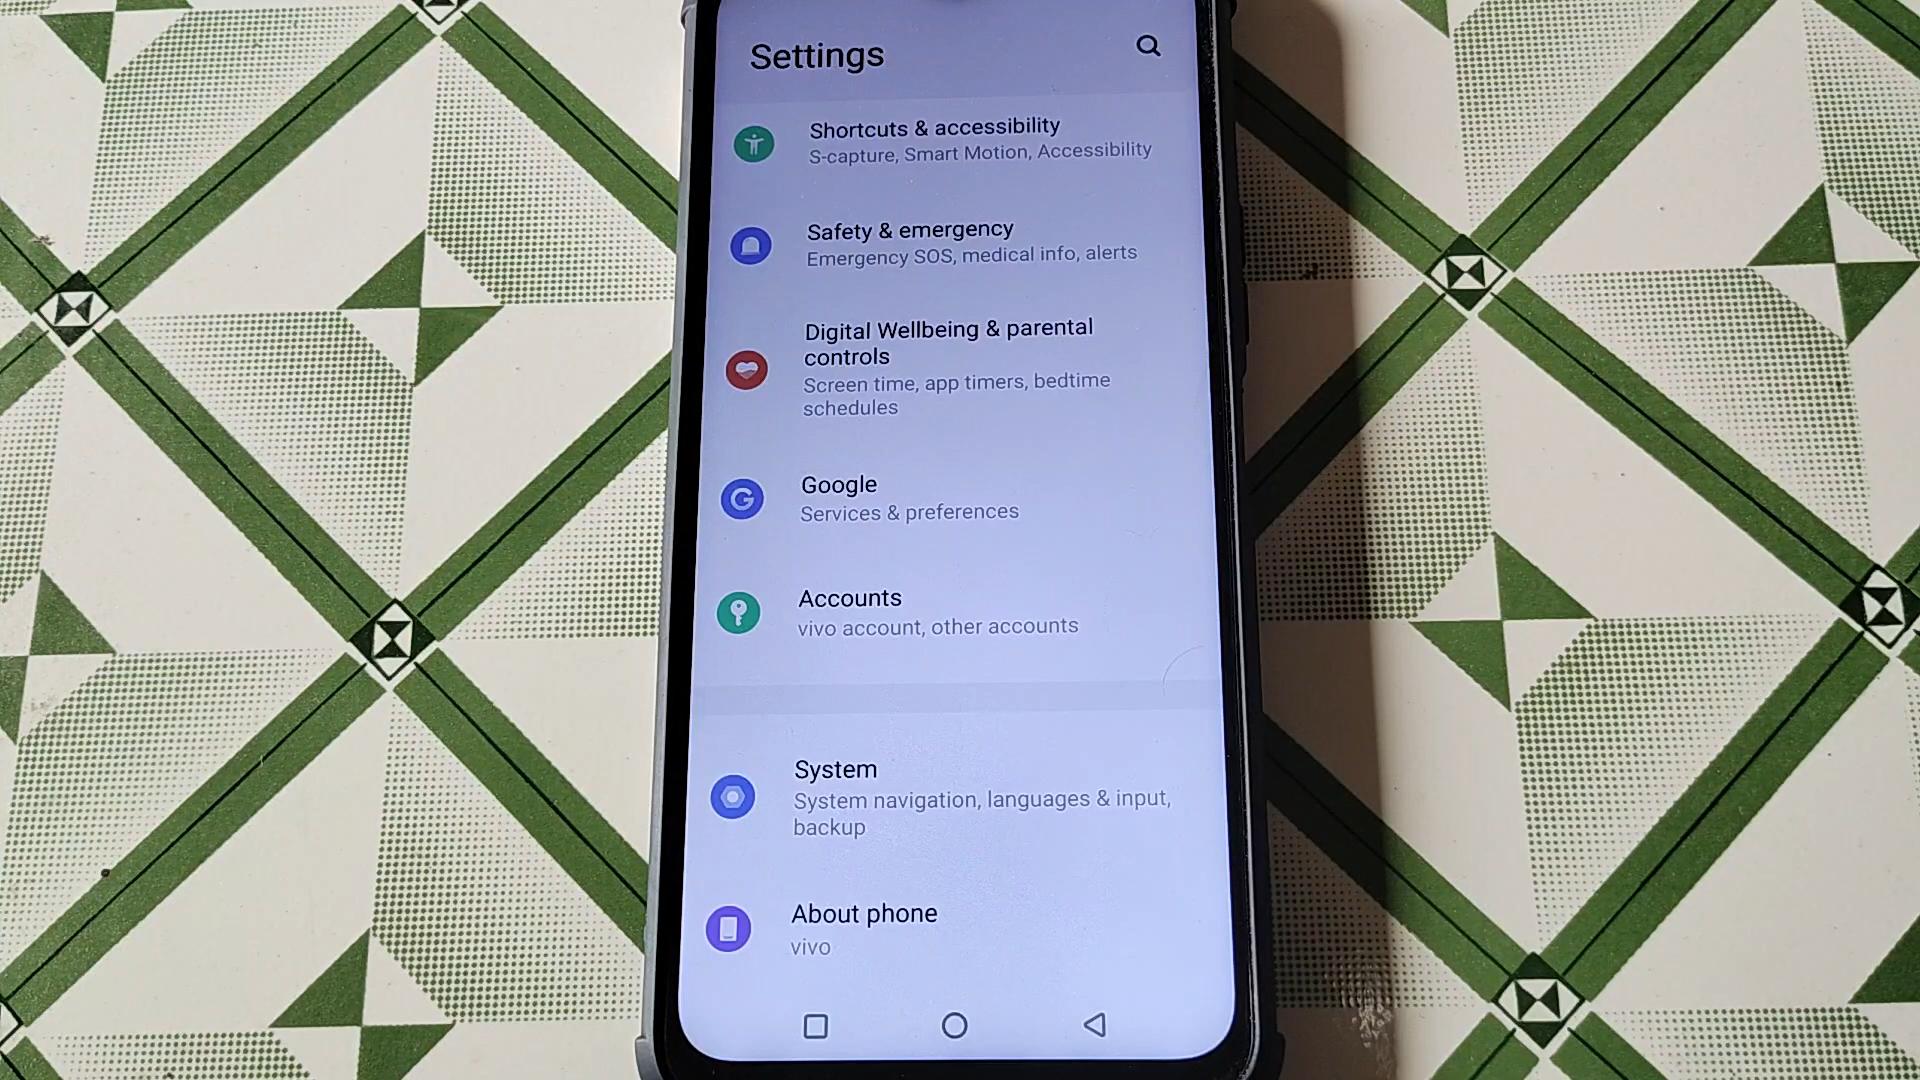 Settings
Shortcuts & accessibility
S-capture, Smart Motion, Accessibility
Safety & emergency
Emergency SOS, medical info, alerts
Digital Wellbeing & parental
controls
Screen time, app timers, bedtime
schedules
Google
Services & preferences
Accounts
vivo account, other accounts
System
System navigation, languages & input,
backup
About phone
vivo